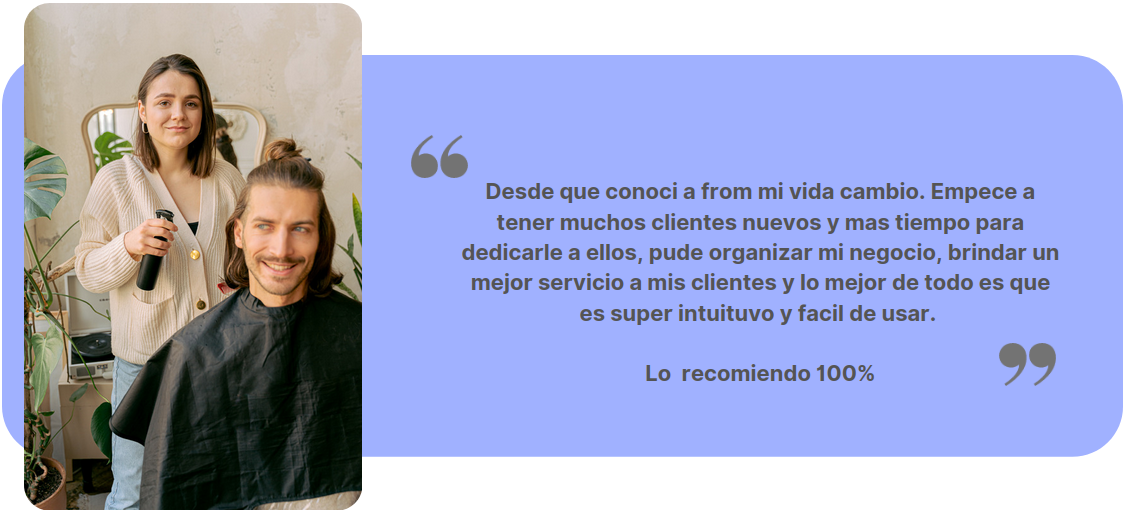 Desde que conoci a from mi vida cambio. Empece a
tener muchos clientes nuevos y mas tiempo para
dedicarle a ellos, pude organizar mi negocio, brindar un
mejor servicio a mis clientes y lo mejor de todo es que
es super intuituvo y facil de usar.
Lo recomiendo 100%